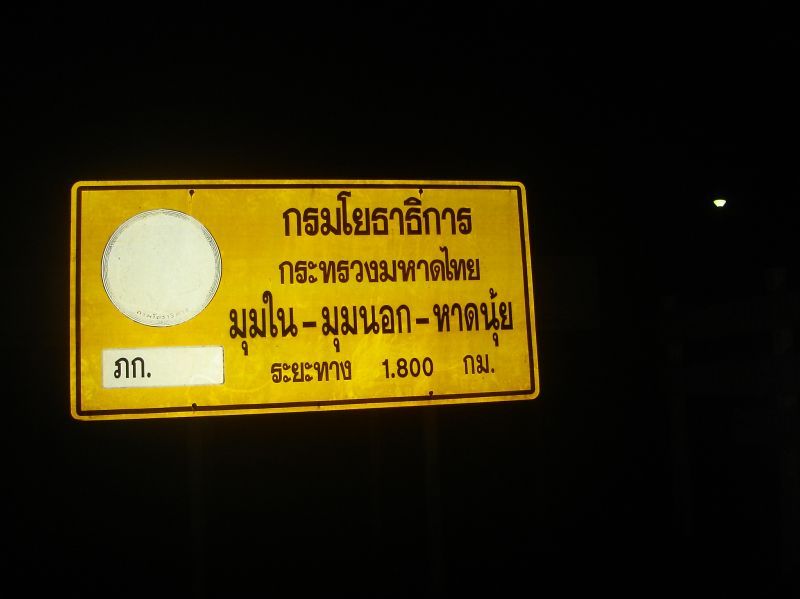 กรมโยธาธิการ
กระทรวงมหาดไทย
มุมใน - มุมนอก - หาดนุ้ย
ภก.
ระยะทาง 1.800 กม.